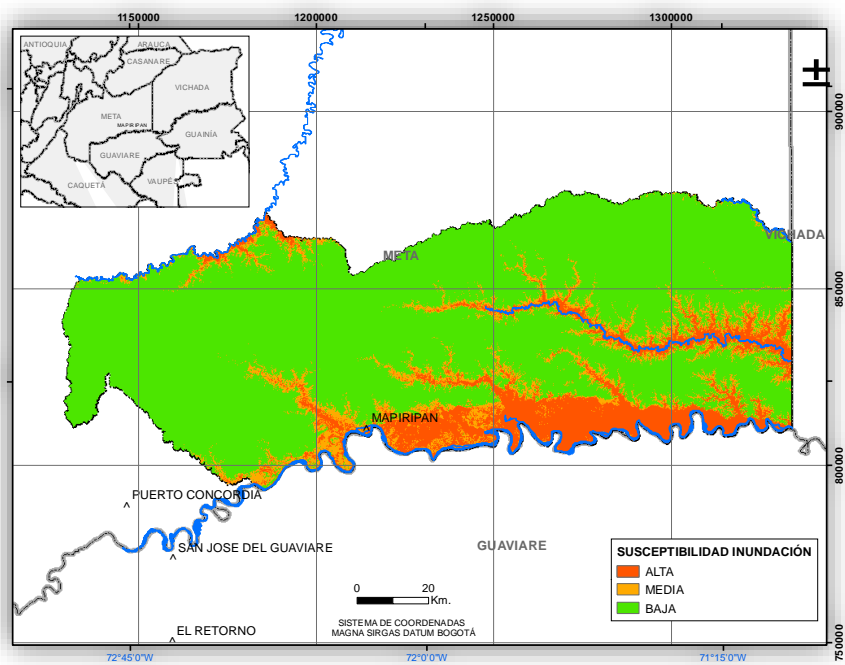 1150000
1200000
1250000
1300000
ANTIOQUIA
ARAUCA
CASANARE
VICHADA
META
MAPIRIPAN
GUAINÍA
GUAVIARE
CAQUETÁ
VAUPÉS
900000
VICHADA
META
850000
MAPIRIPAN
800000
PUERTO CONCORDIA
SAN JOSE DEL GUAVIARE
GUAVIARE
EL RETORNO
0 20
Km.
SISTEMA DE COORDENADAS
MAGNA SIRGAS DATUM BOGOTÁ
SUSCEPTIBILIDAD INUNDACIÓN
ALTA
MEDIA
BAJA
750000
72°45'0"W
72°0'0"W
71°15'0"W